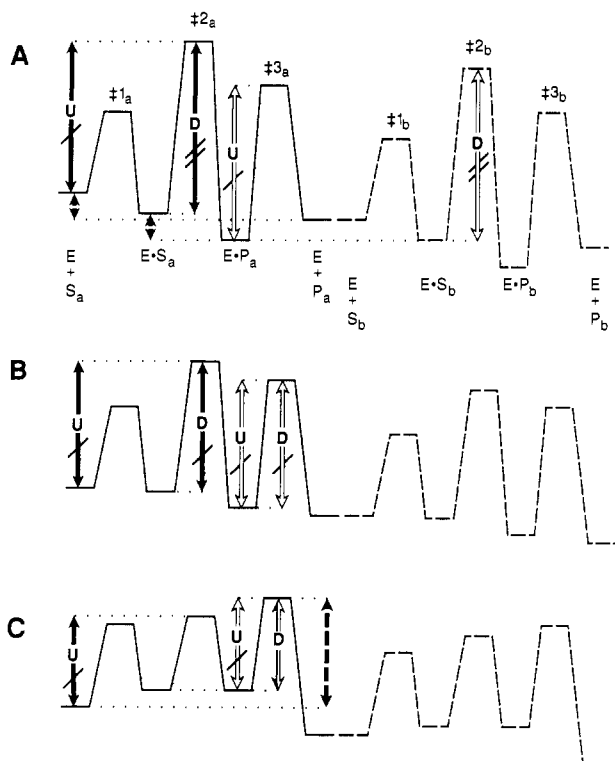 A
‡1a
‡2a
‡3a
‡1b
‡2b
‡3b
U
D
U
D
E + Sa
E•Sa
E•Pa
E + Pa
E + Sb
E•Sb
E•Pb
E + Pb
B
U
D
U
D
C
U
U
D